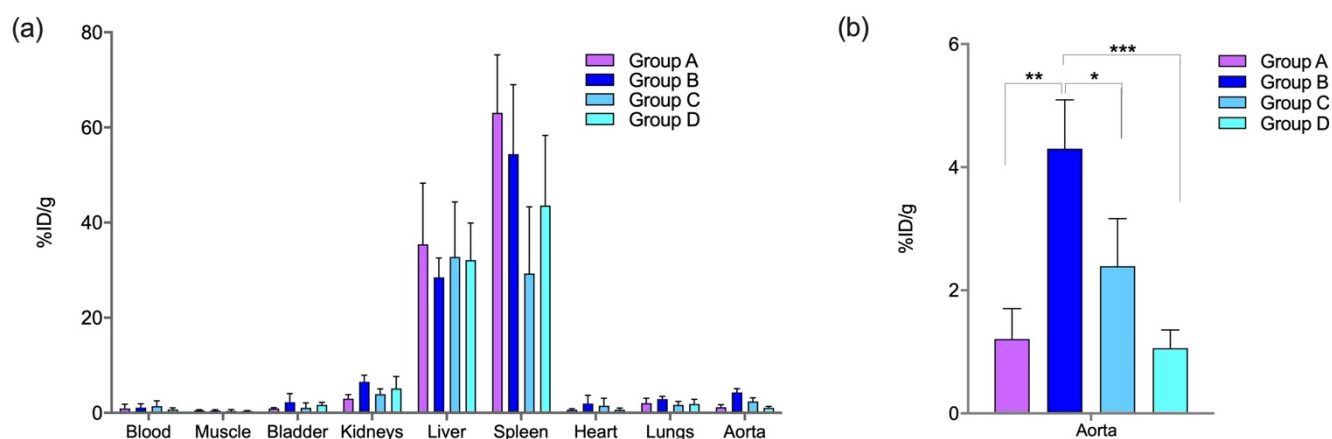 (a)
80
60
40
20
0
%ID/g
Group A
Group B
Group C
Group D
Blood Muscle Bladder Kidneys Liver Spleen Heart Lungs Aorta
(b)
6
4
2
0
%ID/g
***
** *
Group A
Group B
Group C
Group D
Aorta